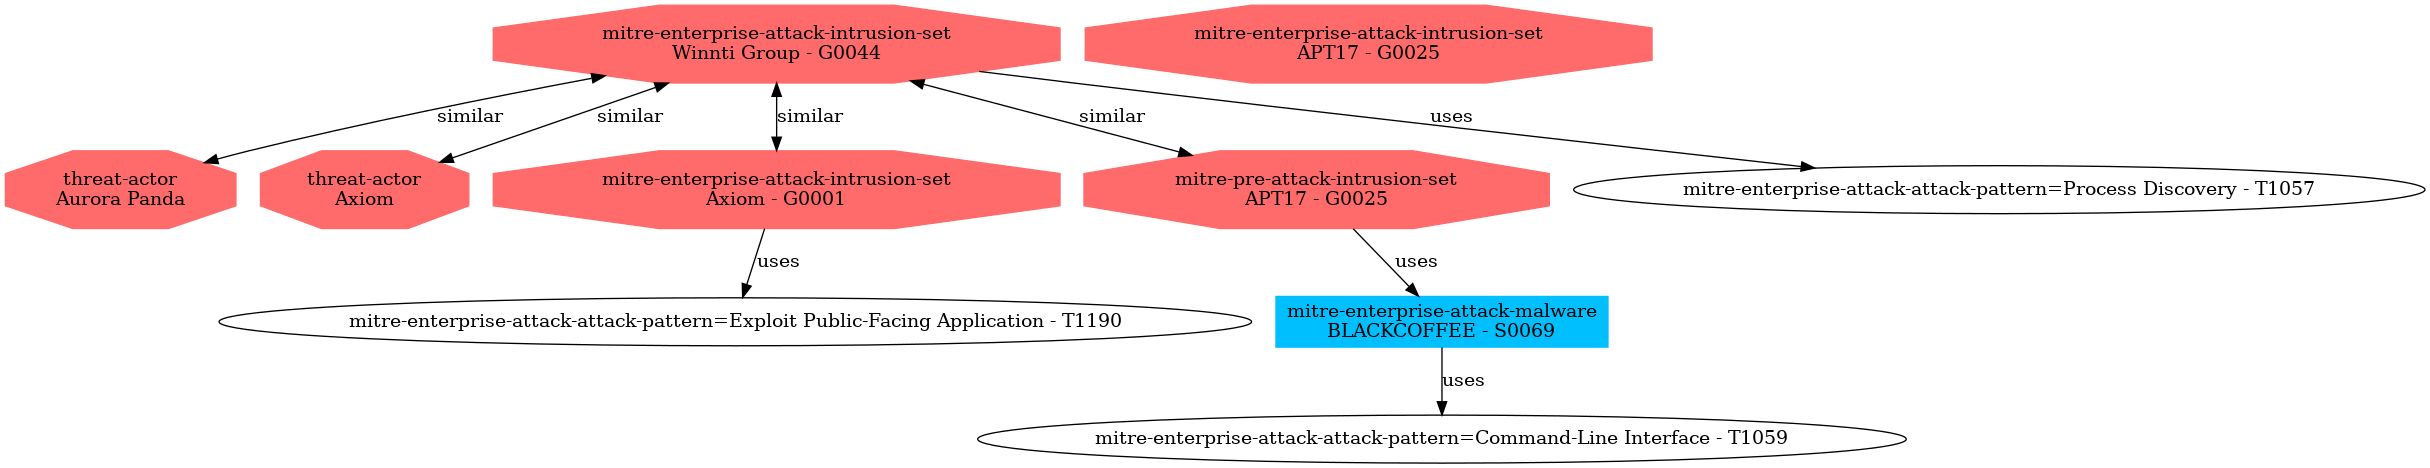 mitre-enterprise-attack-intrusion-set
Winnti Group - G0044
mitre-enterprise-attack-intrusion-set
APT17 - G0025
similar
similar
similar
similar
uses
threat-actor
Aurora Panda
threat-actor
Axiom
mitre-enterprise-attack-intrusion-set
Axiom - G0001
mitre-pre-attack-intrusion-set
APT17 - G0025
mitre-enterprise-attack-attack-pattern=Process Discovery - T1057
uses
uses
mitre-enterprise-attack-attack-pattern=Exploit Public-Facing Application - T1190
mitre-enterprise-attack-malware
BLACKCOFFEE - S0069
uses
mitre-enterprise-attack-attack-pattern=Command-Line Interface - T1059